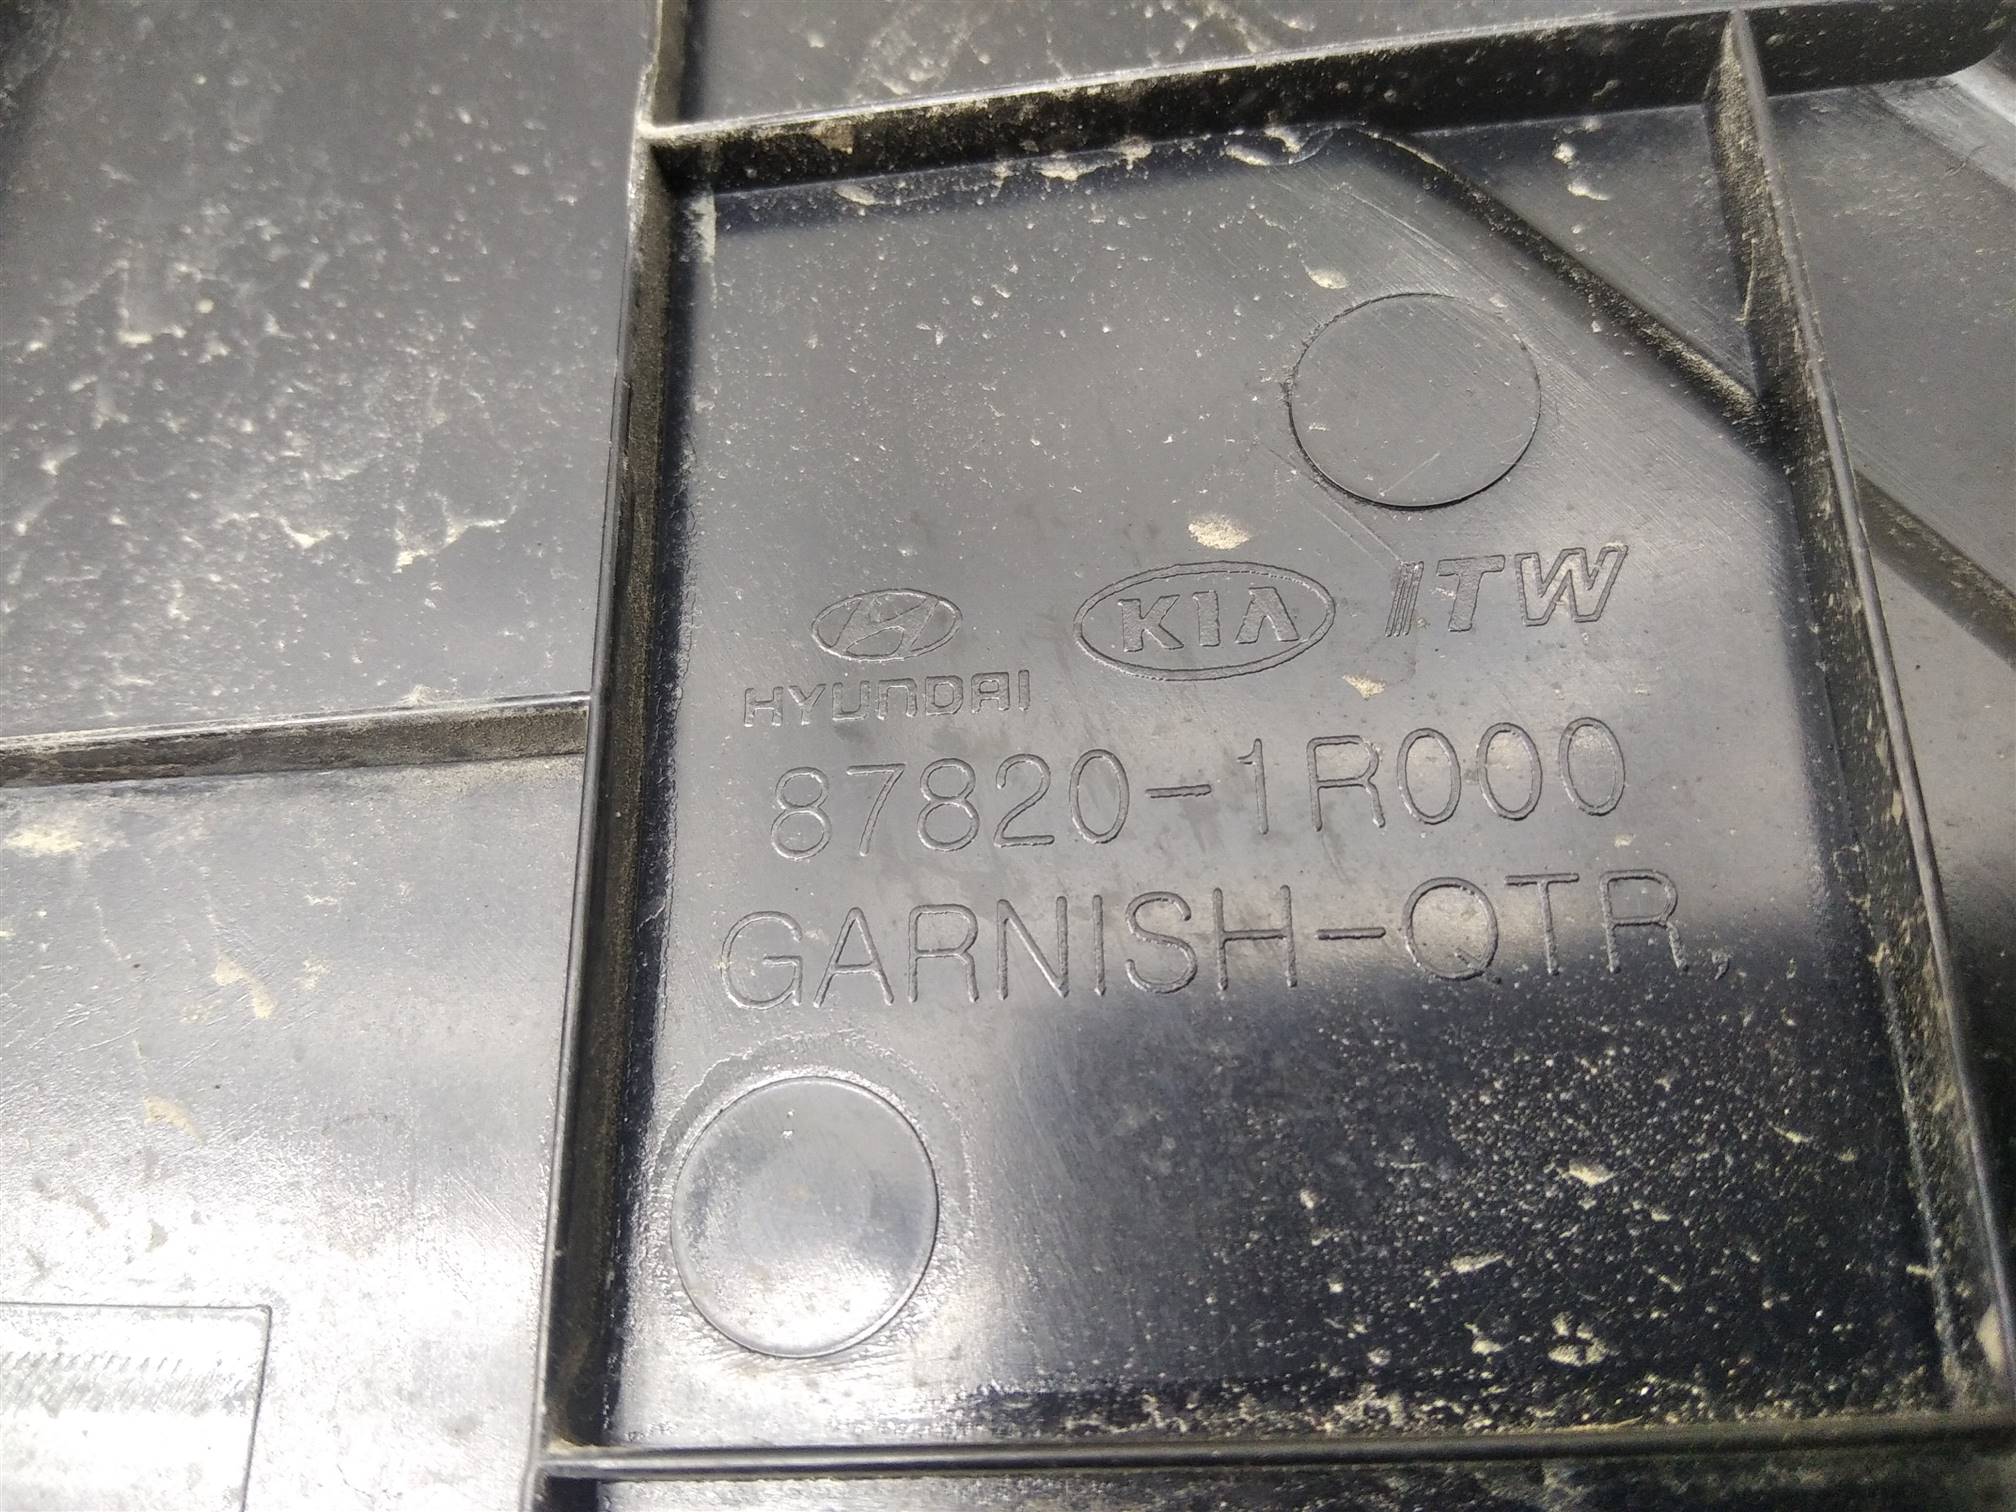 KIA ITW
HYUNDAI
87820-1R000
GARNISH-QTR,